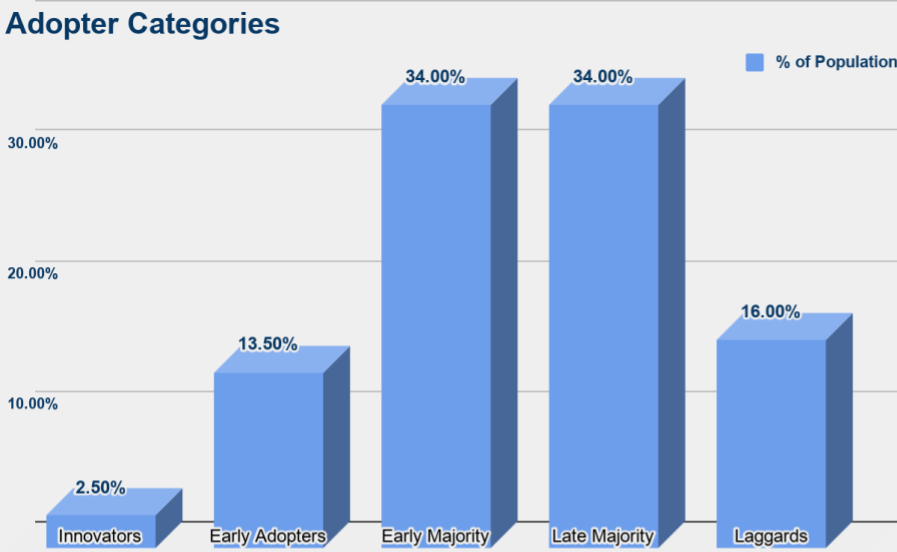 Adopter Categories
% of Population
34.00%
34.00%
30.00%
20.00%
16.00%
13.50%
10.00%
2.50%
Innovators
Early Adopters
Early Majority
Late Majority
Laggards